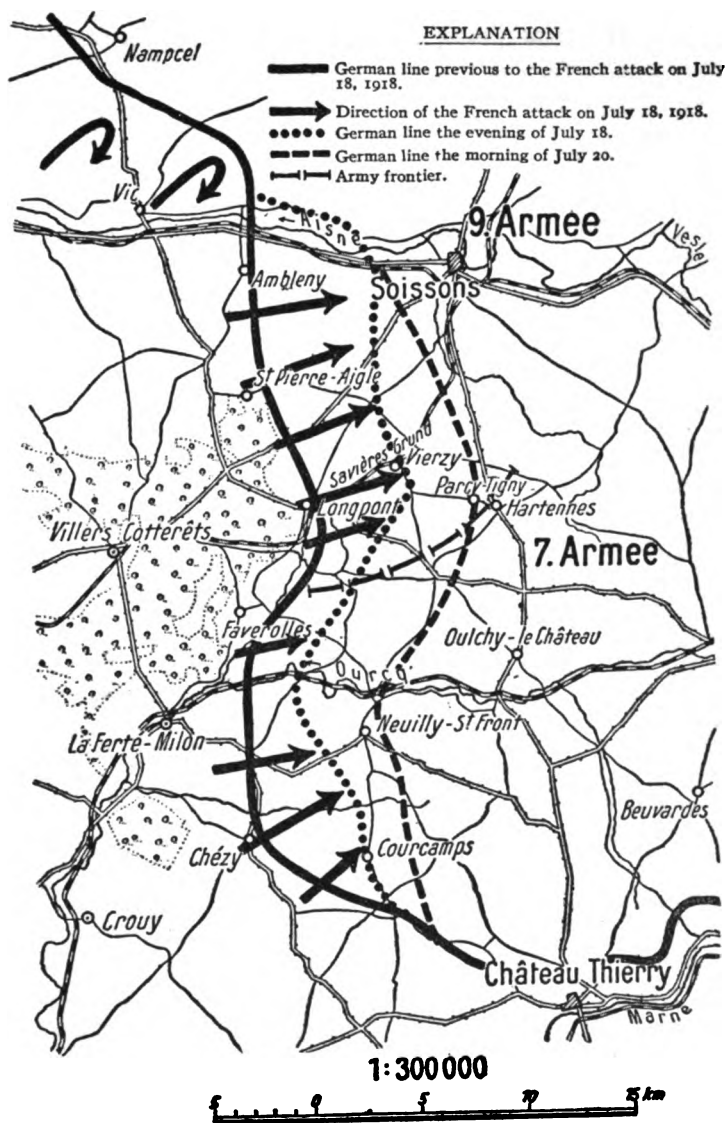 EXPLANATION
German line previous to the French attack on July
18, 1918.
Direction of the French attack on July 18, 1918.
German line the evening of July 18.
German line the morning of July 20.
Army frontier.
Nampcel
Vic
Aisne
9. Armee
Vesle
Ambleny
Soissons
St Pierre-Aigle
Savières Grund
Vierzy
Parcy-Tigny
Longpont
Hartennes
Villers Cotterêts
7. Armee
Faverolles
Oulchy-le Château
Ourcq
La Ferte-Milon
Neuilly-St Front
Beuvardes
Chézy
Courcamps
Crouy
Château Thierry
Marne
1:300000
5 0 5 10 15 km